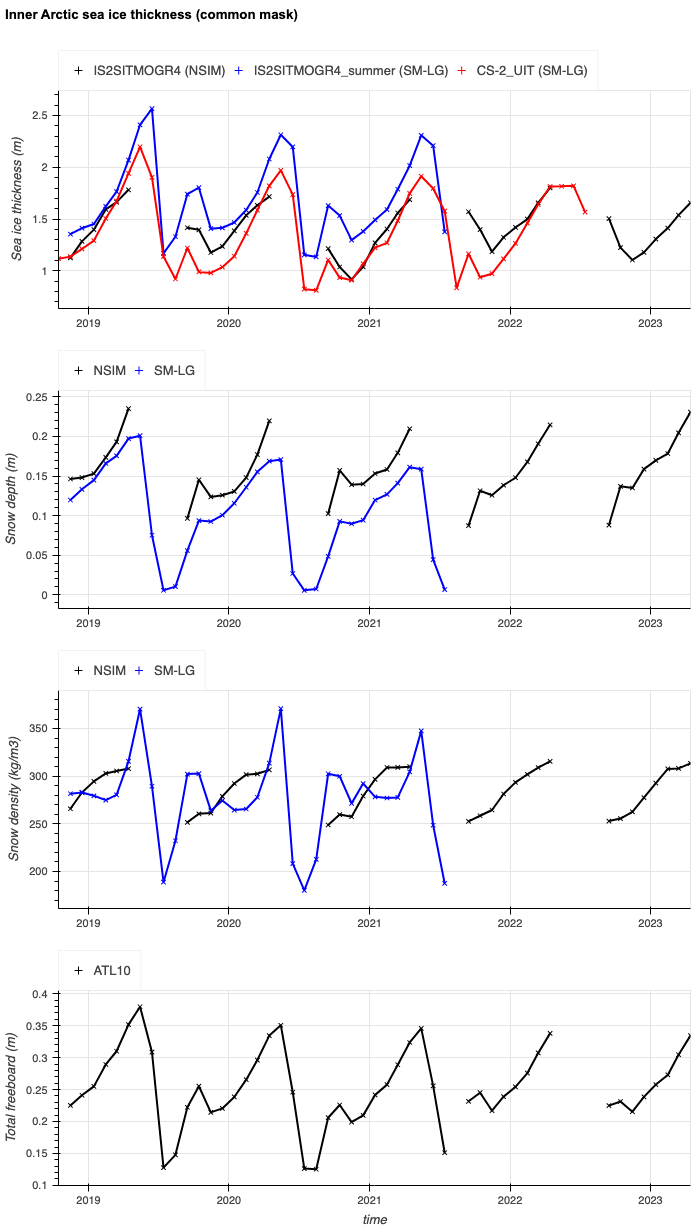 Inner Arctic sea ice thickness (common mask)
IS2SITMOGR4 (NSIM) IS2SITMOGR4_summer (SM-LG) CS-2_UIT (SM-LG)
Sea ice thickness (m)
2.5
2
1.5
1
2019 2020 2021 2022 2023
NSIM SM-LG
Snow depth (m)
0.25
0.2
0.15
0.1
0.05
0
2019 2020 2021 2022 2023
NSIM SM-LG
Snow density (kg/m3)
350
300
250
200
2019 2020 2021 2022 2023
ATL10
Total freeboard (m)
0.4
0.35
0.3
0.25
0.2
0.15
0.1
2019 2020 2021 2022 2023
time